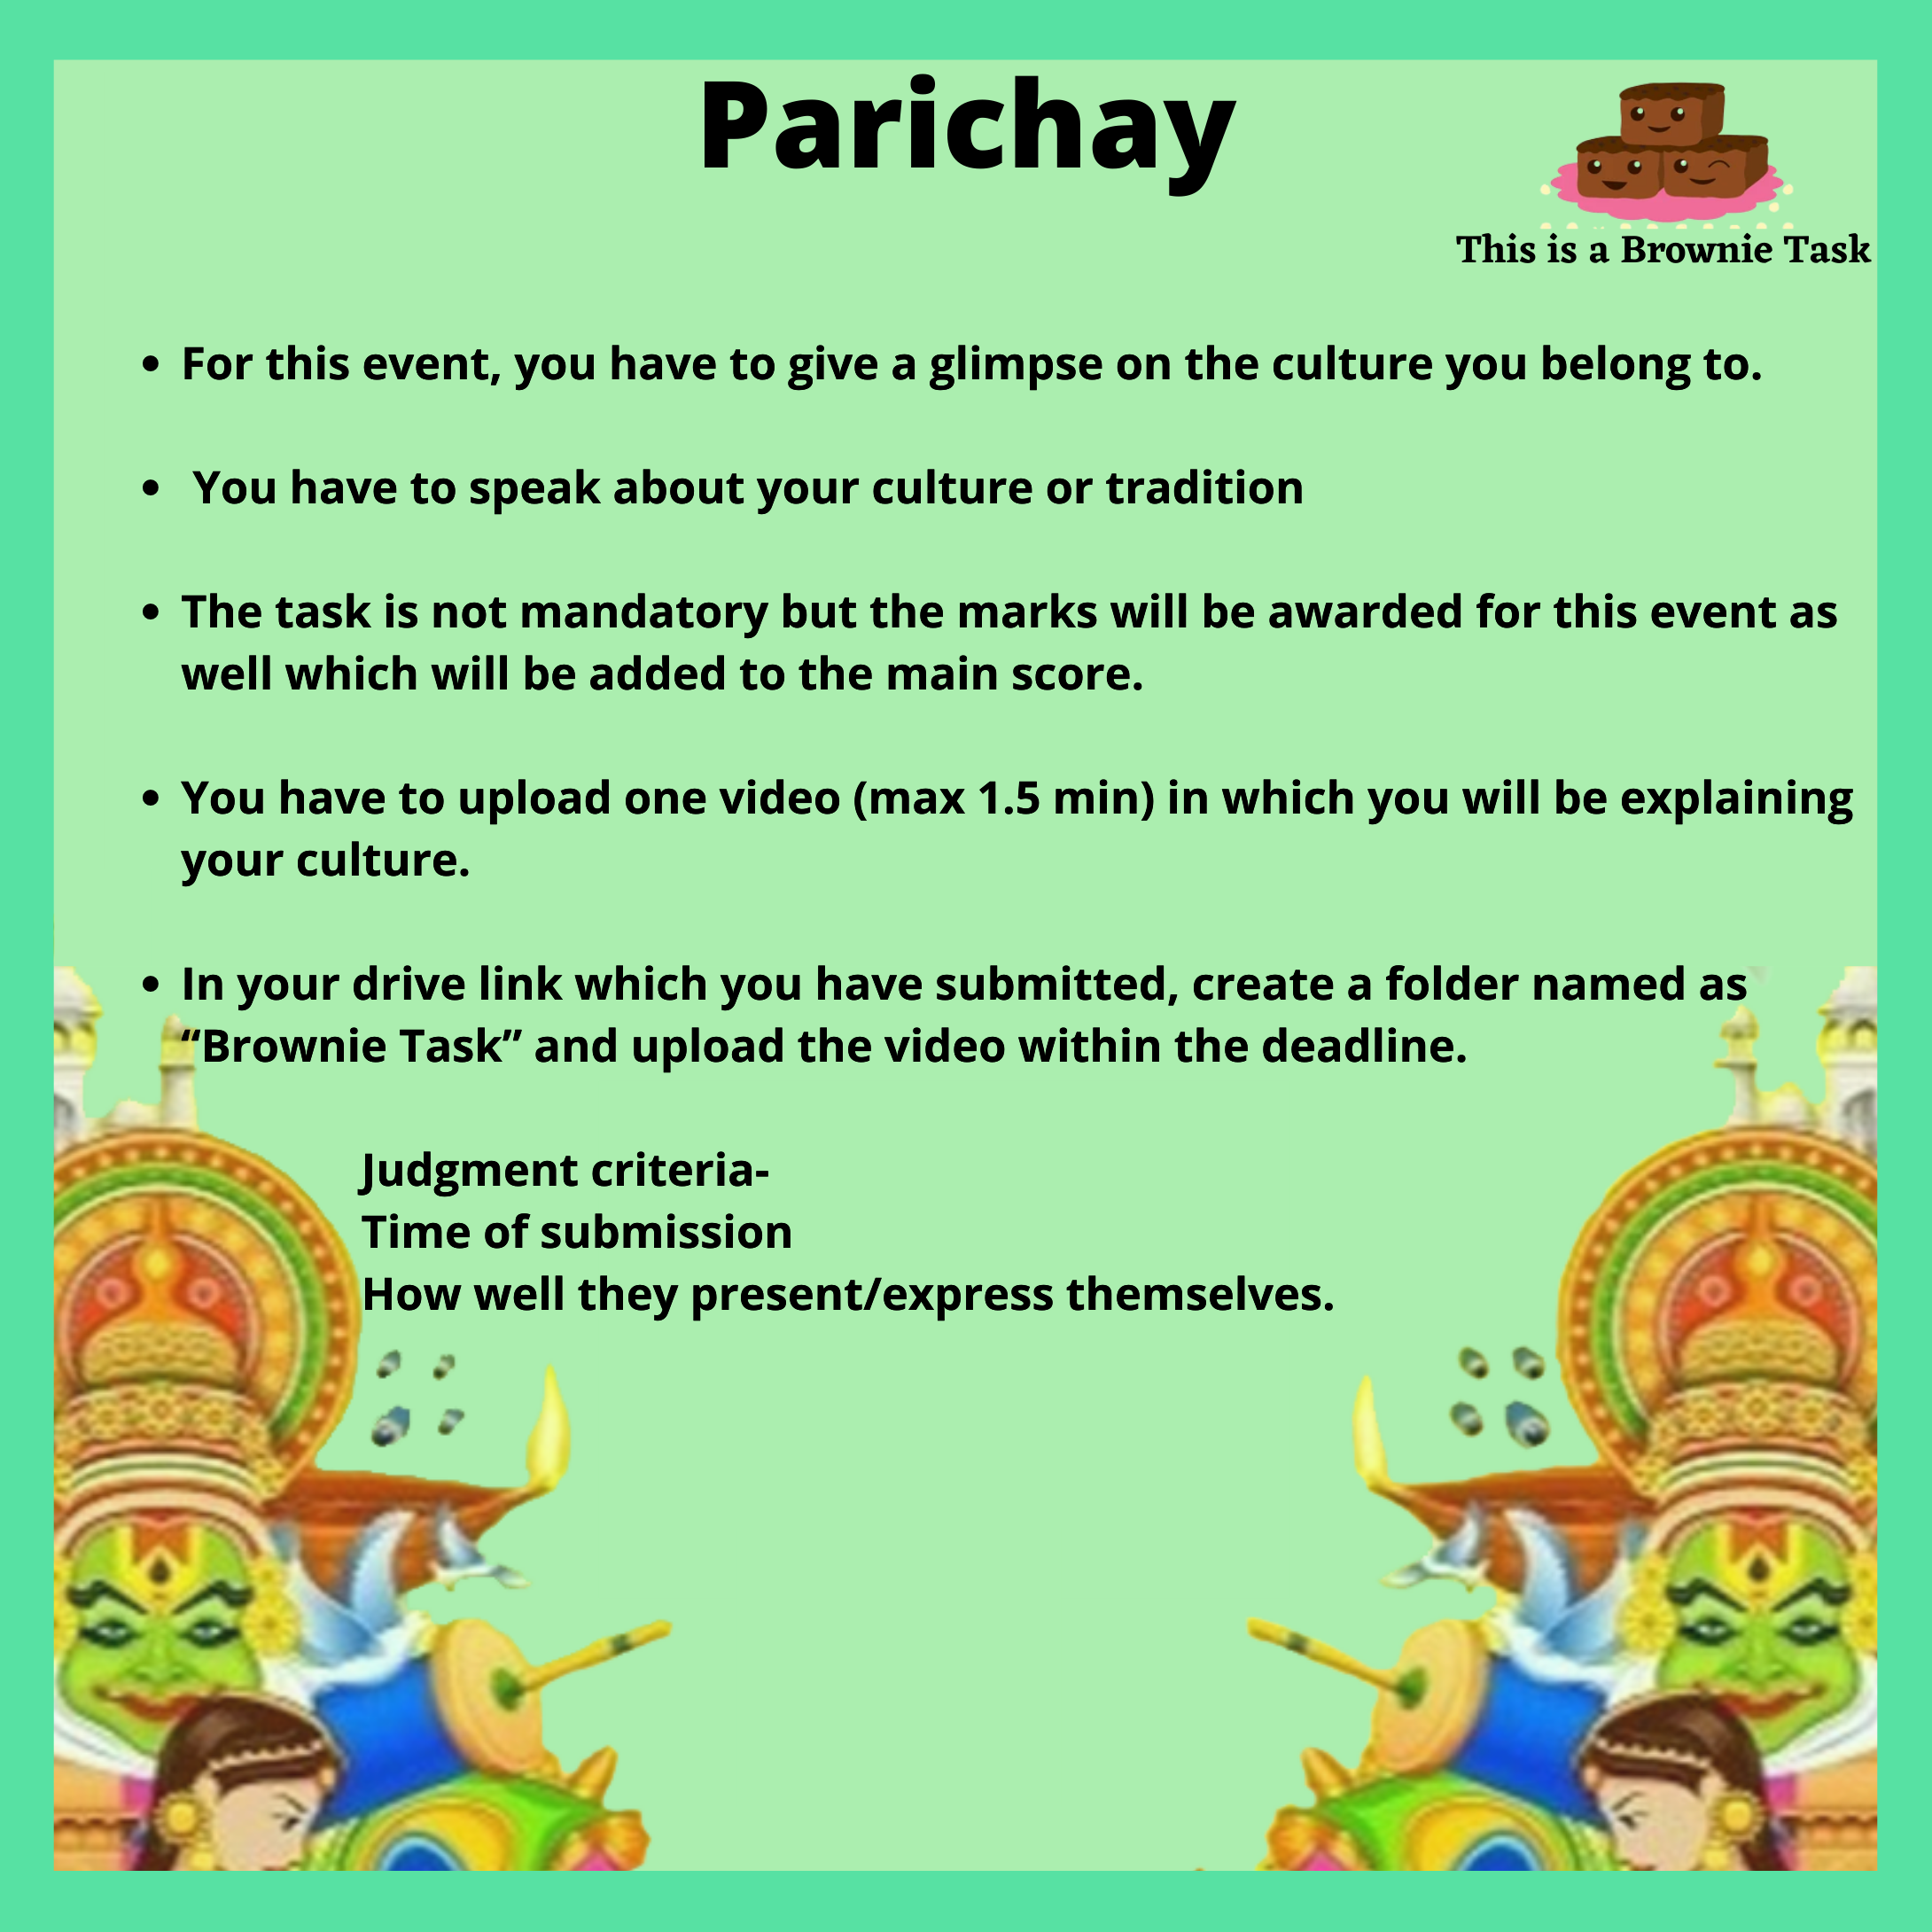 Parichay
This is a Brownie Task
• For this event, you have to give a glimpse on the culture you belong to.
• You have to speak about your culture or tradition
• The task is not mandatory but the marks will be awarded for this event as
well which will be added to the main score.
• You have to upload one video (max 1.5 min) in which you will be explaining
your culture.
• In your drive link which you have submitted, create a folder named as
“Brownie Task” and upload the video within the deadline.
Judgment criteria-
Time of submission
How well they present/express themselves.